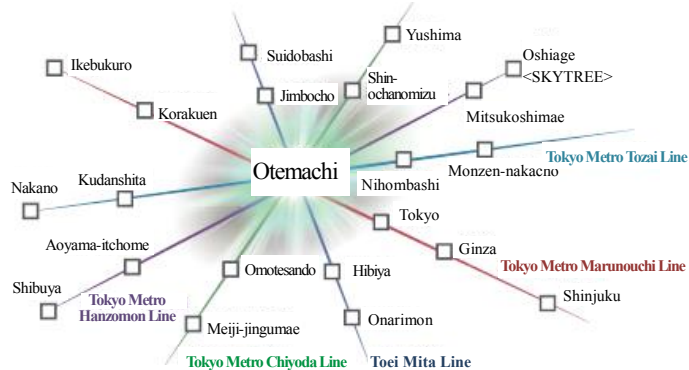 Yushima
Suidobashi
Oshiage
<SKYTREE>
Ikebukuro
Shin-
ochanomizu
Jimbocho
Mitsukoshimae
Korakuen
Tokyo Metro Tozai Line
Otemachi
Monzen-nakacno
Nihombashi
Kudanshita
Nakano
Tokyo
Aoyama-itchome
Ginza
Omotesando
Hibiya
Tokyo Metro Marunouchi Line
Shibuya
Tokyo Metro
Hanzomon Line
Shinjuku
Onarimon
Meiji-jingumae
Tokyo Metro Chiyoda Line
Toei Mita Line